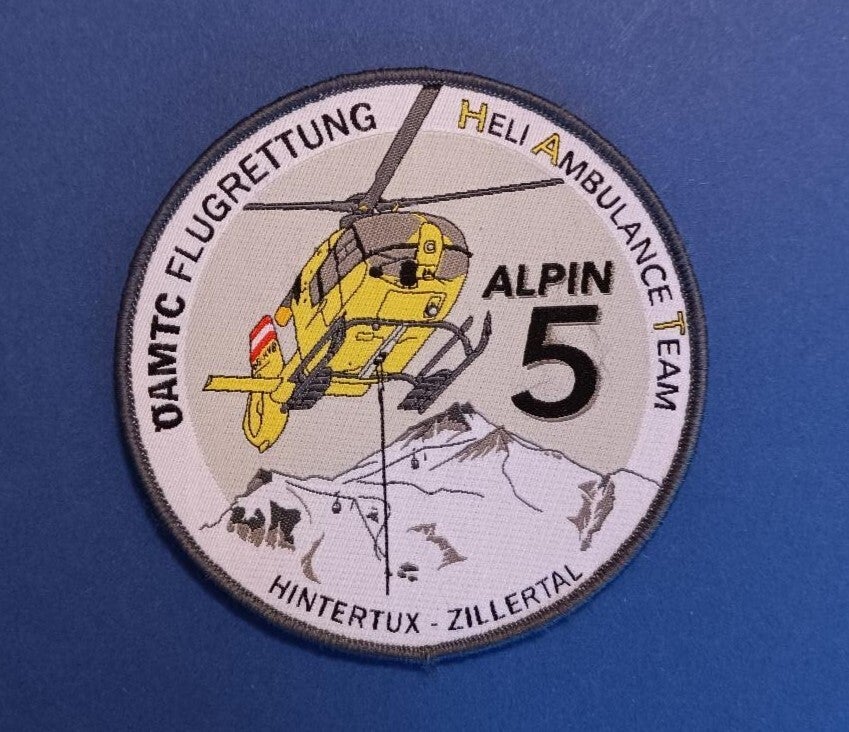 ÖAMTC FLUGRETTUNG
HELI AMBULANCE TEAM
ALPIN
5
HINTERTUX - ZILLERTAL